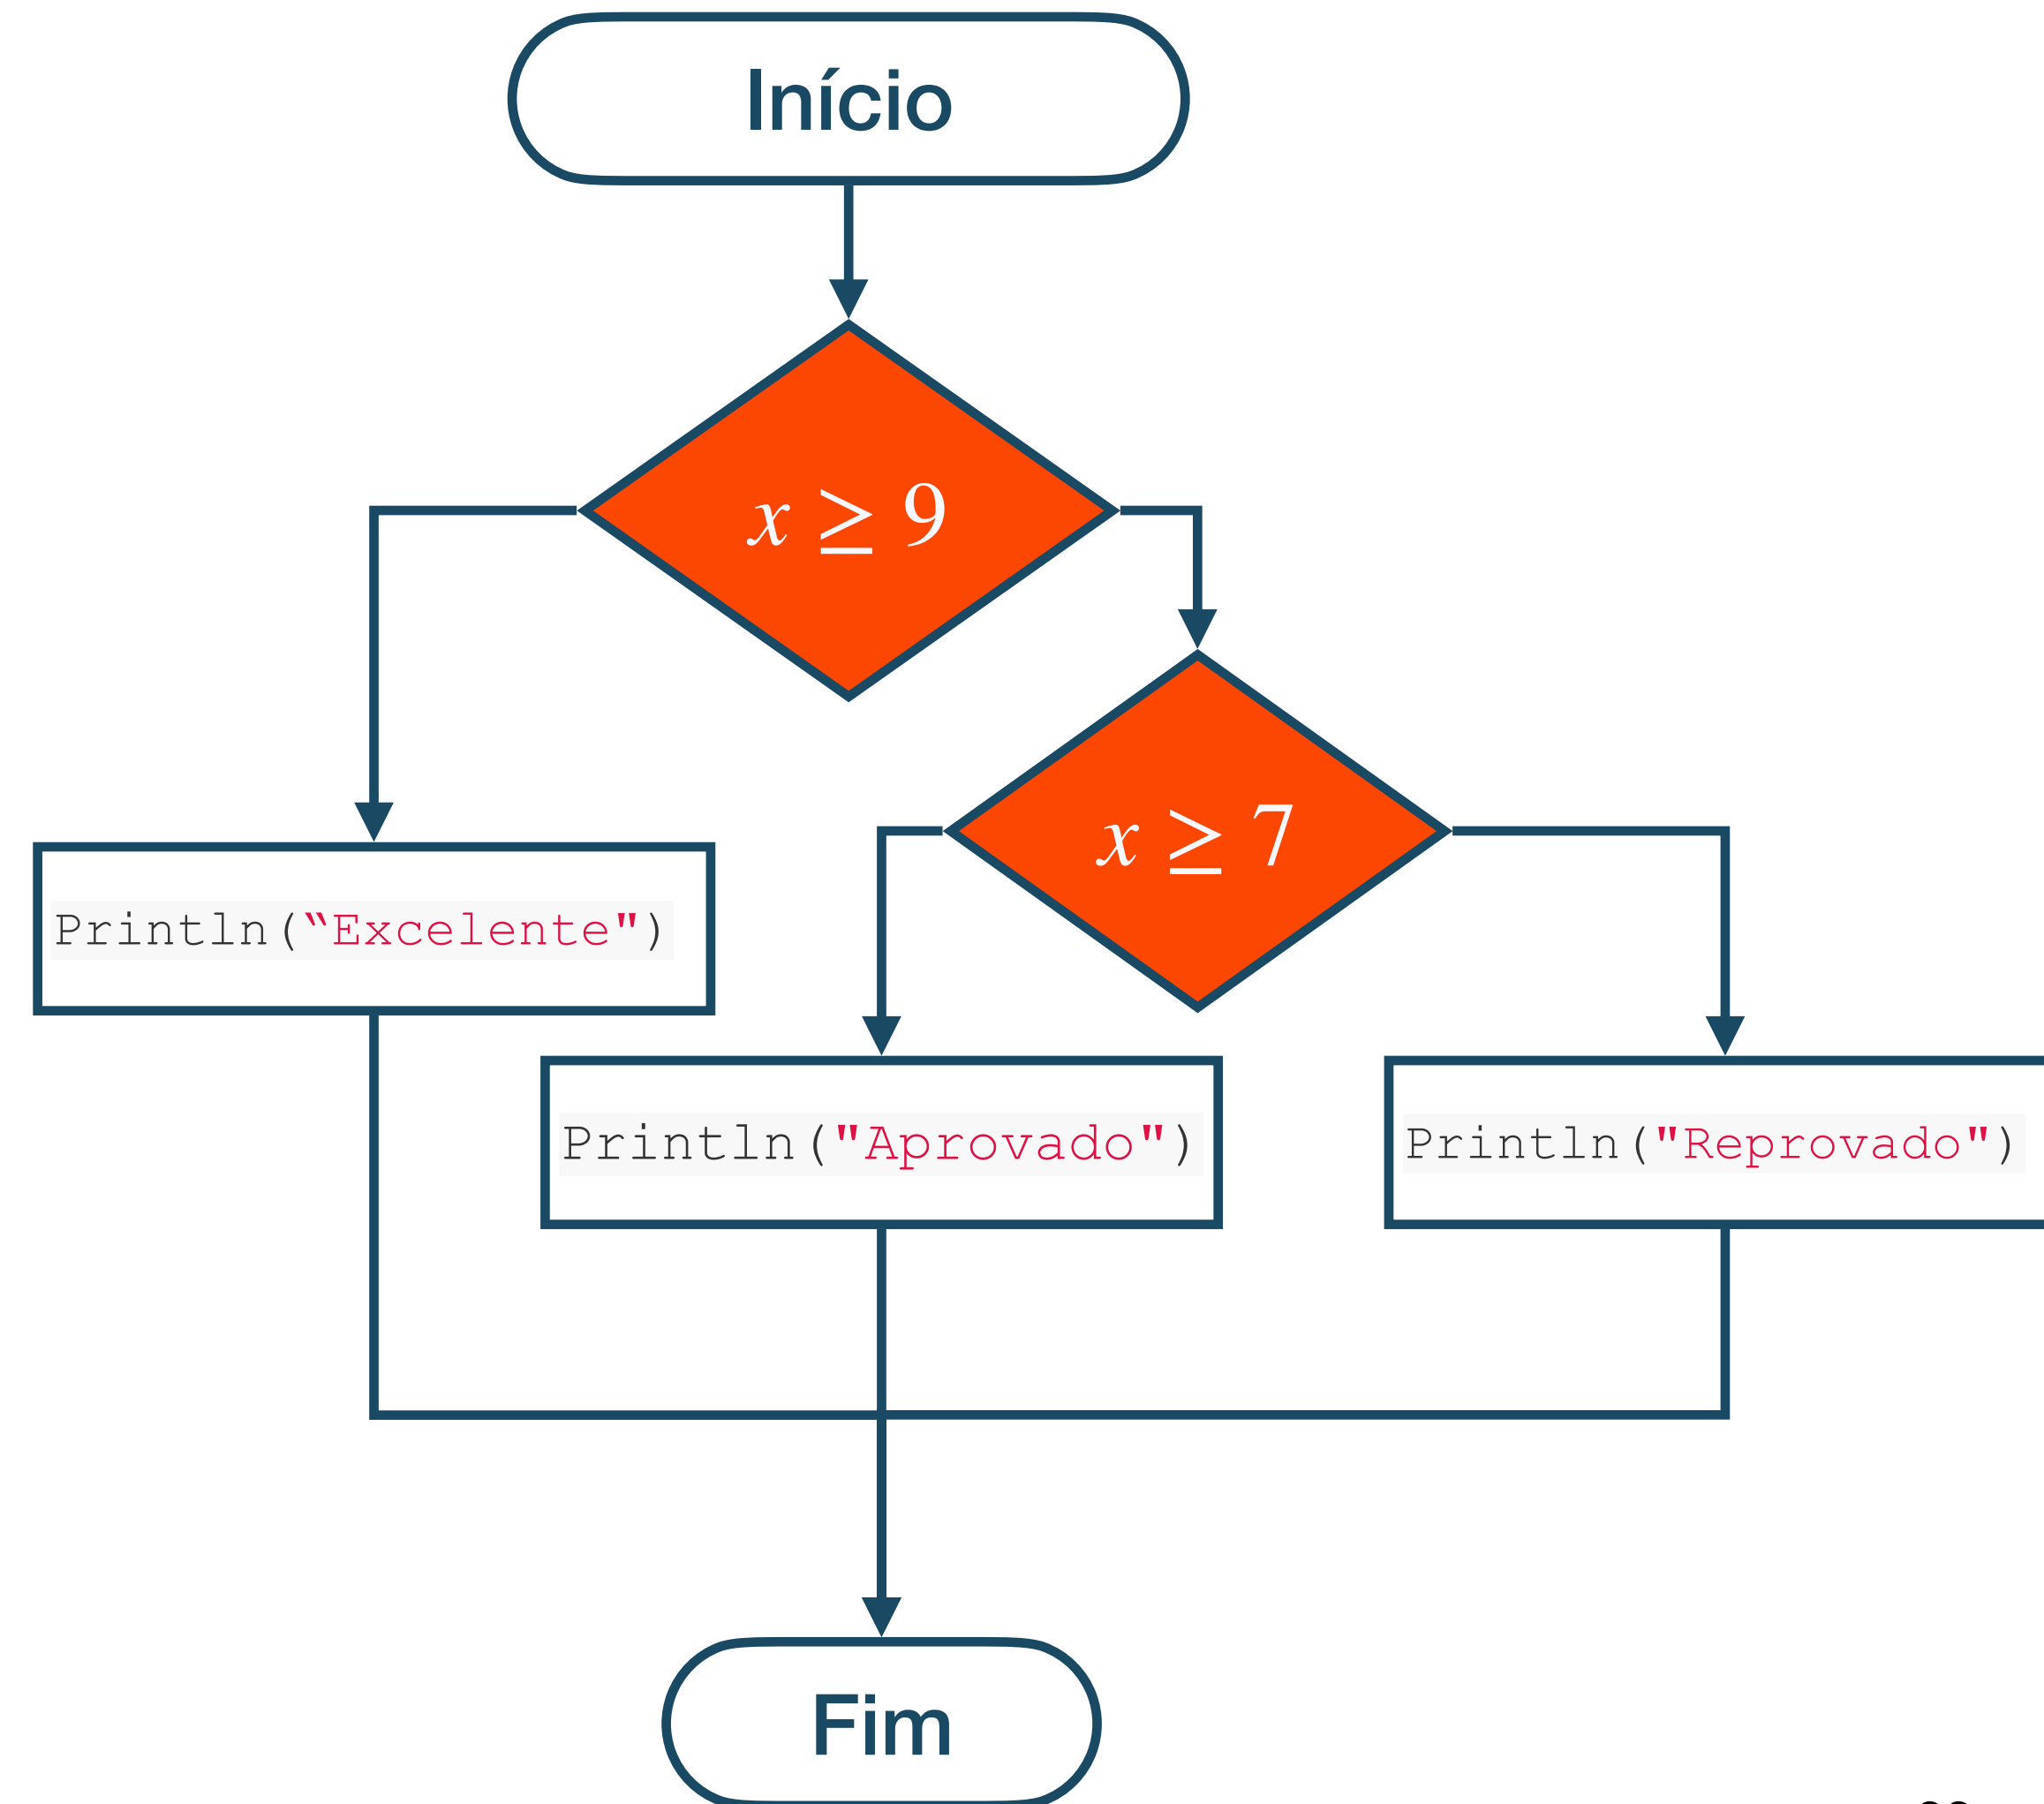 Início
x ≥ 9
x ≥ 7
Println(‟Excelente")
Println("Aprovado")
Println("Reprovado")
Fim